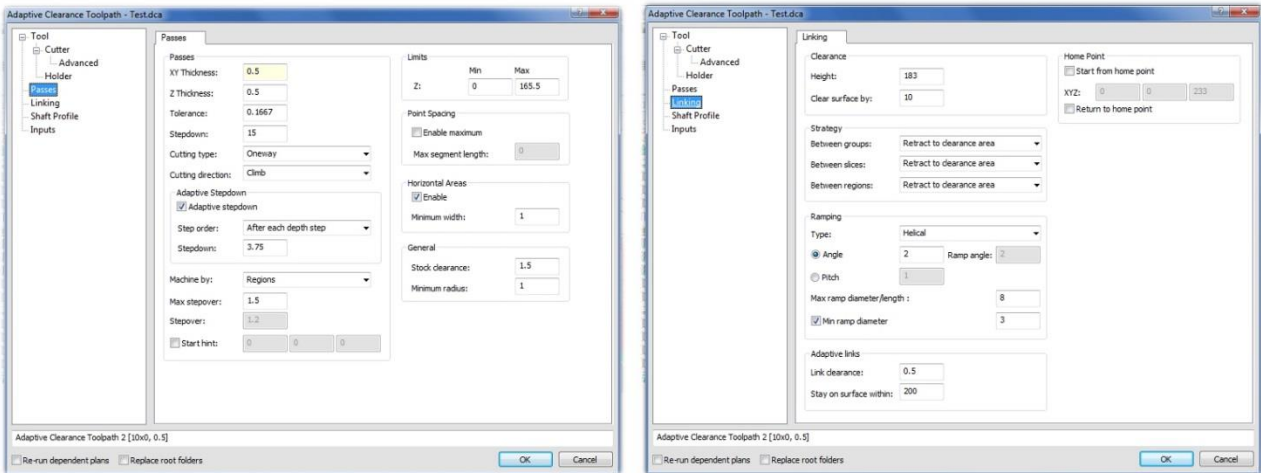 Adaptive Clearance Toolpath - Test.dca
Tool
Cutter
Advanced
Holder
Passes
Linking
Shaft Profile
Inputs
Passes
Passes
XY Thickness: 0.5
Z Thickness: 0.5
Tolerance: 0.1667
Stepdown: 15
Cutting type: Oneway
Cutting direction: Climb
Adaptive Stepdown
Adaptive stepdown
Step order: After each depth step
Stepdown: 3.75
Machine by: Regions
Max stepover: 1.5
Stepover: 1.2
Start hint: 0 0 0
Limits
Min Max
Z: 0 165.5
Point Spacing
Enable maximum
Max segment length: 0
Horizontal Areas
Enable
Minimum width: 1
General
Stock clearance: 1.5
Minimum radius: 1
Adaptive Clearance Toolpath 2 [10x0, 0.5]
Re-run dependent plans Replace root folders OK Cancel
Adaptive Clearance Toolpath - Test.dca
Tool
Cutter
Advanced
Holder
Passes
Linking
Shaft Profile
Inputs
Linking
Clearance
Height: 183
Clear surface by: 10
Strategy
Between groups: Retract to clearance area
Between slices: Retract to clearance area
Between regions: Retract to clearance area
Ramping
Type: Helical
Angle 2 Ramp angle: 2
Pitch 1
Max ramp diameter/length : 8
Min ramp diameter 3
Adaptive links
Link clearance: 0.5
Stay on surface within: 200
Home Point
Start from home point
XYZ: 0 0 233
Return to home point
Adaptive Clearance Toolpath 2 [10x0, 0.5]
Re-run dependent plans Replace root folders OK Cancel